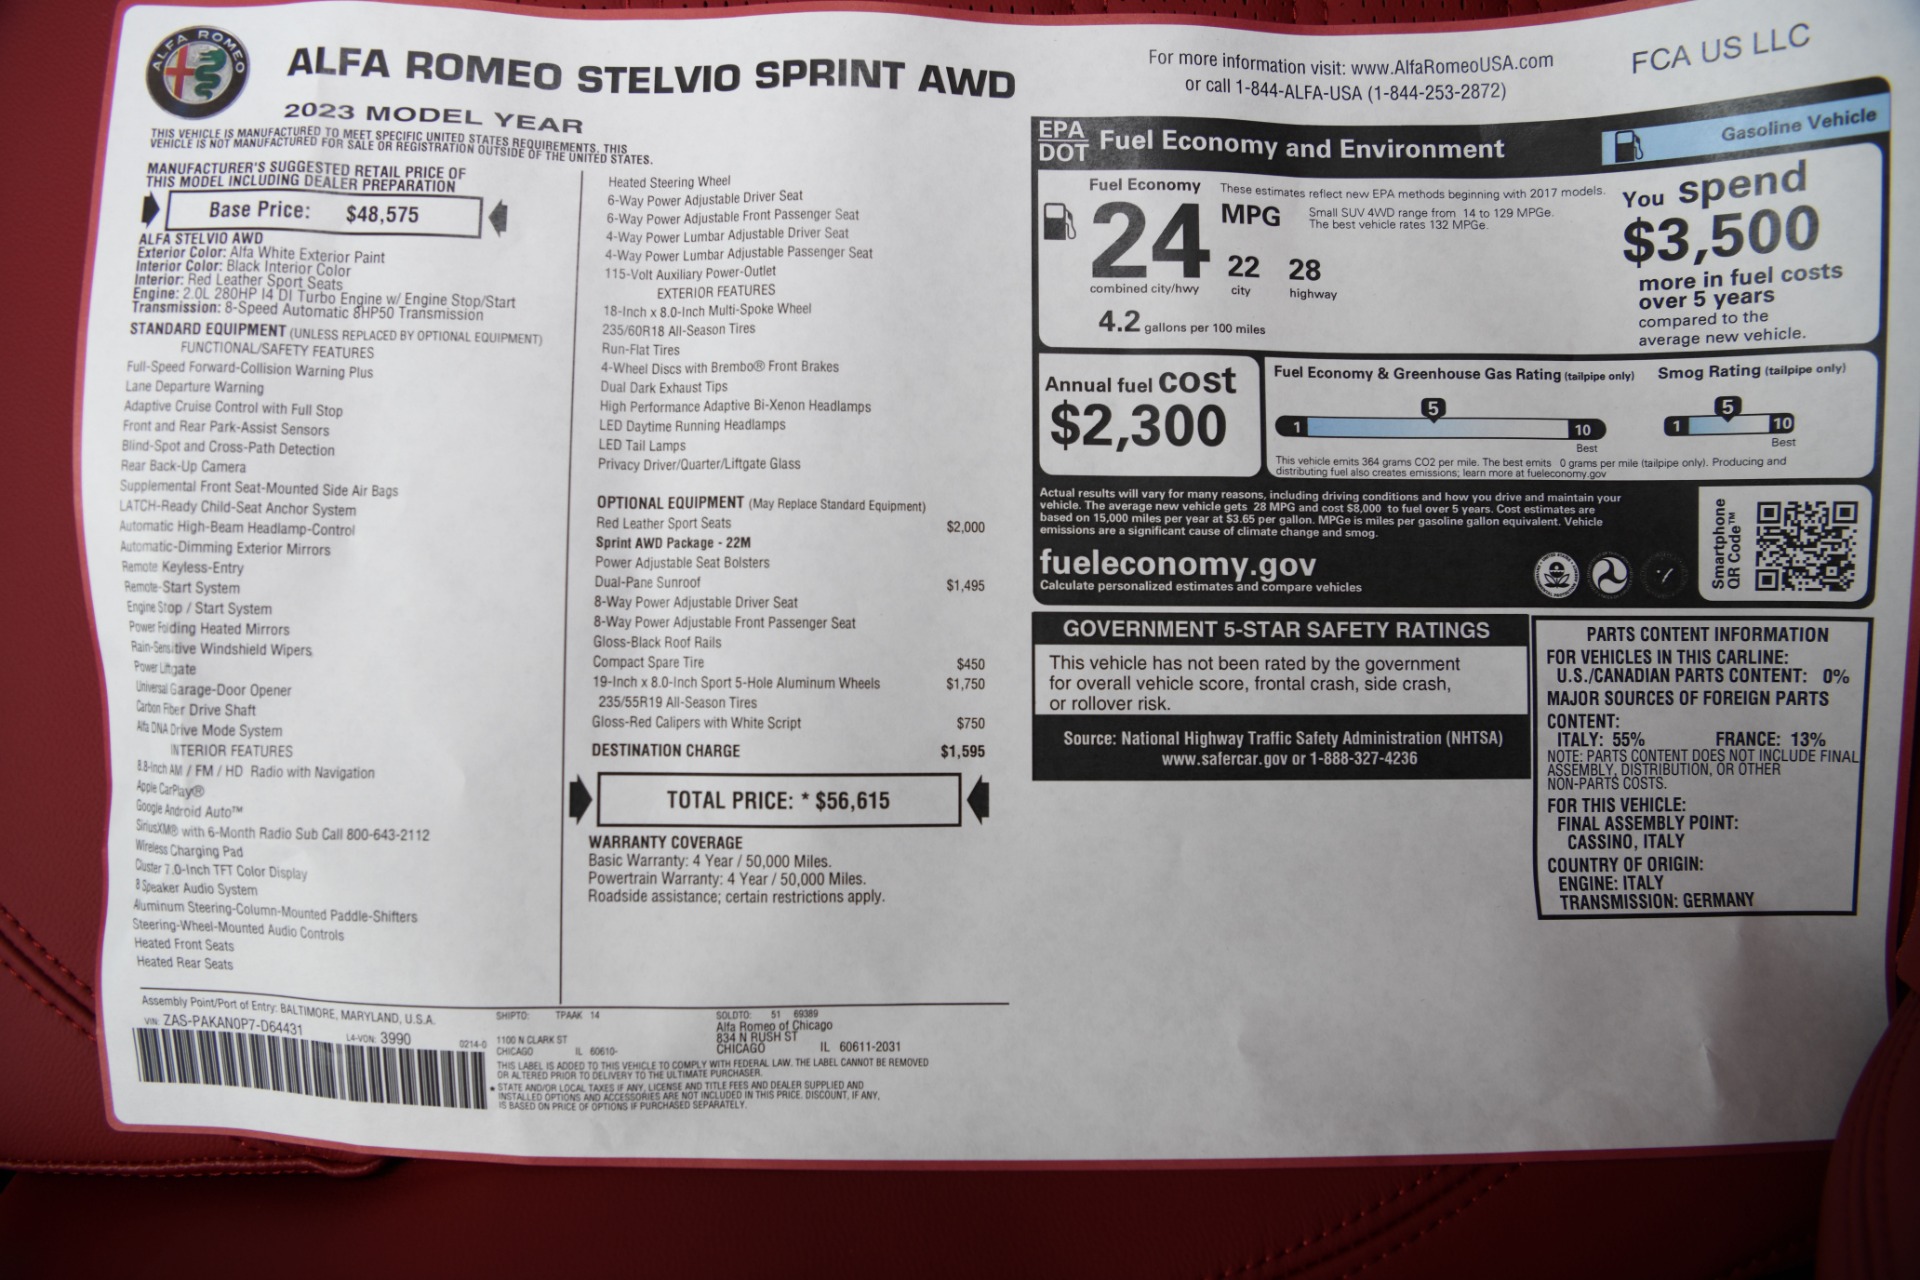 ALFA ROMEO
ALFA ROMEO STELVIO SPRINT AWD
2023 MODEL YEAR
THIS VEHICLE IS MANUFACTURED TO MEET SPECIFIC UNITED STATES REQUIREMENTS. THIS
VEHICLE IS NOT MANUFACTURED FOR SALE OR REGISTRATION OUTSIDE OF THE UNITED STATES.
MANUFACTURER'S SUGGESTED RETAIL PRICE OF
THIS MODEL INCLUDING DEALER PREPARATION
Base Price: $48,575
ALFA STELVIO AWD
Exterior Color: Alfa White Exterior Paint
Interior Color: Black Interior Color
Interior: Red Leather Sport Seats
Engine: 2.0L 280HP I4 DI Turbo Engine w/ Engine Stop/Start
Transmission: 8-Speed Automatic 8HP50 Transmission
STANDARD EQUIPMENT (UNLESS REPLACED BY OPTIONAL EQUIPMENT)
FUNCTIONAL/SAFETY FEATURES
Full-Speed Forward-Collision Warning Plus
Lane Departure Warning
Adaptive Cruise Control with Full Stop
Front and Rear Park-Assist Sensors
Blind-Spot and Cross-Path Detection
Rear Back-Up Camera
Supplemental Front Seat-Mounted Side Air Bags
LATCH-Ready Child-Seat Anchor System
Automatic High-Beam Headlamp-Control
Automatic-Dimming Exterior Mirrors
Remote Keyless-Entry
Remote-Start System
Engine Stop / Start System
Power Folding Heated Mirrors
Rain-Sensitive Windshield Wipers
Power Liftgate
Universal Garage-Door Opener
Carbon Fiber Drive Shaft
Alfa DNA Drive Mode System
INTERIOR FEATURES
8.8-Inch AM / FM / HD Radio with Navigation
Apple CarPlay®
Google Android Auto™
SiriusXM® with 6-Month Radio Sub Call 800-643-2112
Wireless Charging Pad
Cluster 7.0-Inch TFT Color Display
8 Speaker Audio System
Aluminum Steering-Column-Mounted Paddle-Shifters
Steering-Wheel-Mounted Audio Controls
Heated Front Seats
Heated Rear Seats
Heated Steering Wheel
6-Way Power Adjustable Driver Seat
6-Way Power Adjustable Front Passenger Seat
4-Way Power Lumbar Adjustable Driver Seat
4-Way Power Lumbar Adjustable Passenger Seat
115-Volt Auxiliary Power-Outlet
EXTERIOR FEATURES
18-Inch x 8.0-Inch Multi-Spoke Wheel
235/60R18 All-Season Tires
Run-Flat Tires
4-Wheel Discs with Brembo® Front Brakes
Dual Dark Exhaust Tips
High Performance Adaptive Bi-Xenon Headlamps
LED Daytime Running Headlamps
LED Tail Lamps
Privacy Driver/Quarter/Liftgate Glass
OPTIONAL EQUIPMENT (May Replace Standard Equipment)
Red Leather Sport Seats $2,000
Sprint AWD Package - 22M
Power Adjustable Seat Bolsters
Dual-Pane Sunroof $1,495
8-Way Power Adjustable Driver Seat
8-Way Power Adjustable Front Passenger Seat
Gloss-Black Roof Rails
Compact Spare Tire $450
19-Inch x 8.0-Inch Sport 5-Hole Aluminum Wheels $1,750
235/55R19 All-Season Tires
Gloss-Red Calipers with White Script $750
DESTINATION CHARGE $1,595
TOTAL PRICE: * $56,615
WARRANTY COVERAGE
Basic Warranty: 4 Year / 50,000 Miles.
Powertrain Warranty: 4 Year / 50,000 Miles.
Roadside assistance; certain restrictions apply.
Assembly Point/Port of Entry: BALTIMORE, MARYLAND, U.S.A.
VIN: ZAS-PAKAN0P7-D64431
L4-VON: 3990
0214-0
SHIPTO: TPAAK 14
1100 N CLARK ST
CHICAGO IL 60610-
SOLDTO: 51 69389
Alfa Romeo of Chicago
834 N RUSH ST
CHICAGO IL 60611-2031
THIS LABEL IS ADDED TO THIS VEHICLE TO COMPLY WITH FEDERAL LAW. THE LABEL CANNOT BE REMOVED
OR ALTERED PRIOR TO DELIVERY TO THE ULTIMATE PURCHASER.
* STATE AND/OR LOCAL TAXES IF ANY, LICENSE AND TITLE FEES AND DEALER SUPPLIED AND
INSTALLED OPTIONS AND ACCESSORIES ARE NOT INCLUDED IN THIS PRICE. DISCOUNT, IF ANY,
IS BASED ON PRICE OF OPTIONS IF PURCHASED SEPARATELY.
For more information visit: www.AlfaRomeoUSA.com
or call 1-844-ALFA-USA (1-844-253-2872)
FCA US LLC
EPA
DOT Fuel Economy and Environment
Gasoline Vehicle
Fuel Economy
These estimates reflect new EPA methods beginning with 2017 models.
24 MPG
Small SUV 4WD range from 14 to 129 MPGe.
The best vehicle rates 132 MPGe.
22 28
combined city/hwy city highway
4.2 gallons per 100 miles
You spend
$3,500
more in fuel costs
over 5 years
compared to the
average new vehicle.
Annual fuel cost
$2,300
Fuel Economy & Greenhouse Gas Rating (tailpipe only)
5
1 10
Best
Smog Rating (tailpipe only)
5
1 10
Best
This vehicle emits 364 grams CO2 per mile. The best emits 0 grams per mile (tailpipe only). Producing and
distributing fuel also creates emissions; learn more at fueleconomy.gov
Actual results will vary for many reasons, including driving conditions and how you drive and maintain your
vehicle. The average new vehicle gets 28 MPG and cost $8,000 to fuel over 5 years. Cost estimates are
based on 15,000 miles per year at $3.65 per gallon. MPGe is miles per gasoline gallon equivalent. Vehicle
emissions are a significant cause of climate change and smog.
fueleconomy.gov
Calculate personalized estimates and compare vehicles
Smartphone
QR Code™
GOVERNMENT 5-STAR SAFETY RATINGS
This vehicle has not been rated by the government
for overall vehicle score, frontal crash, side crash,
or rollover risk.
Source: National Highway Traffic Safety Administration (NHTSA)
www.safercar.gov or 1-888-327-4236
PARTS CONTENT INFORMATION
FOR VEHICLES IN THIS CARLINE:
U.S./CANADIAN PARTS CONTENT: 0%
MAJOR SOURCES OF FOREIGN PARTS
CONTENT:
ITALY: 55% FRANCE: 13%
NOTE: PARTS CONTENT DOES NOT INCLUDE FINAL
ASSEMBLY, DISTRIBUTION, OR OTHER
NON-PARTS COSTS.
FOR THIS VEHICLE:
FINAL ASSEMBLY POINT:
CASSINO, ITALY
COUNTRY OF ORIGIN:
ENGINE: ITALY
TRANSMISSION: GERMANY